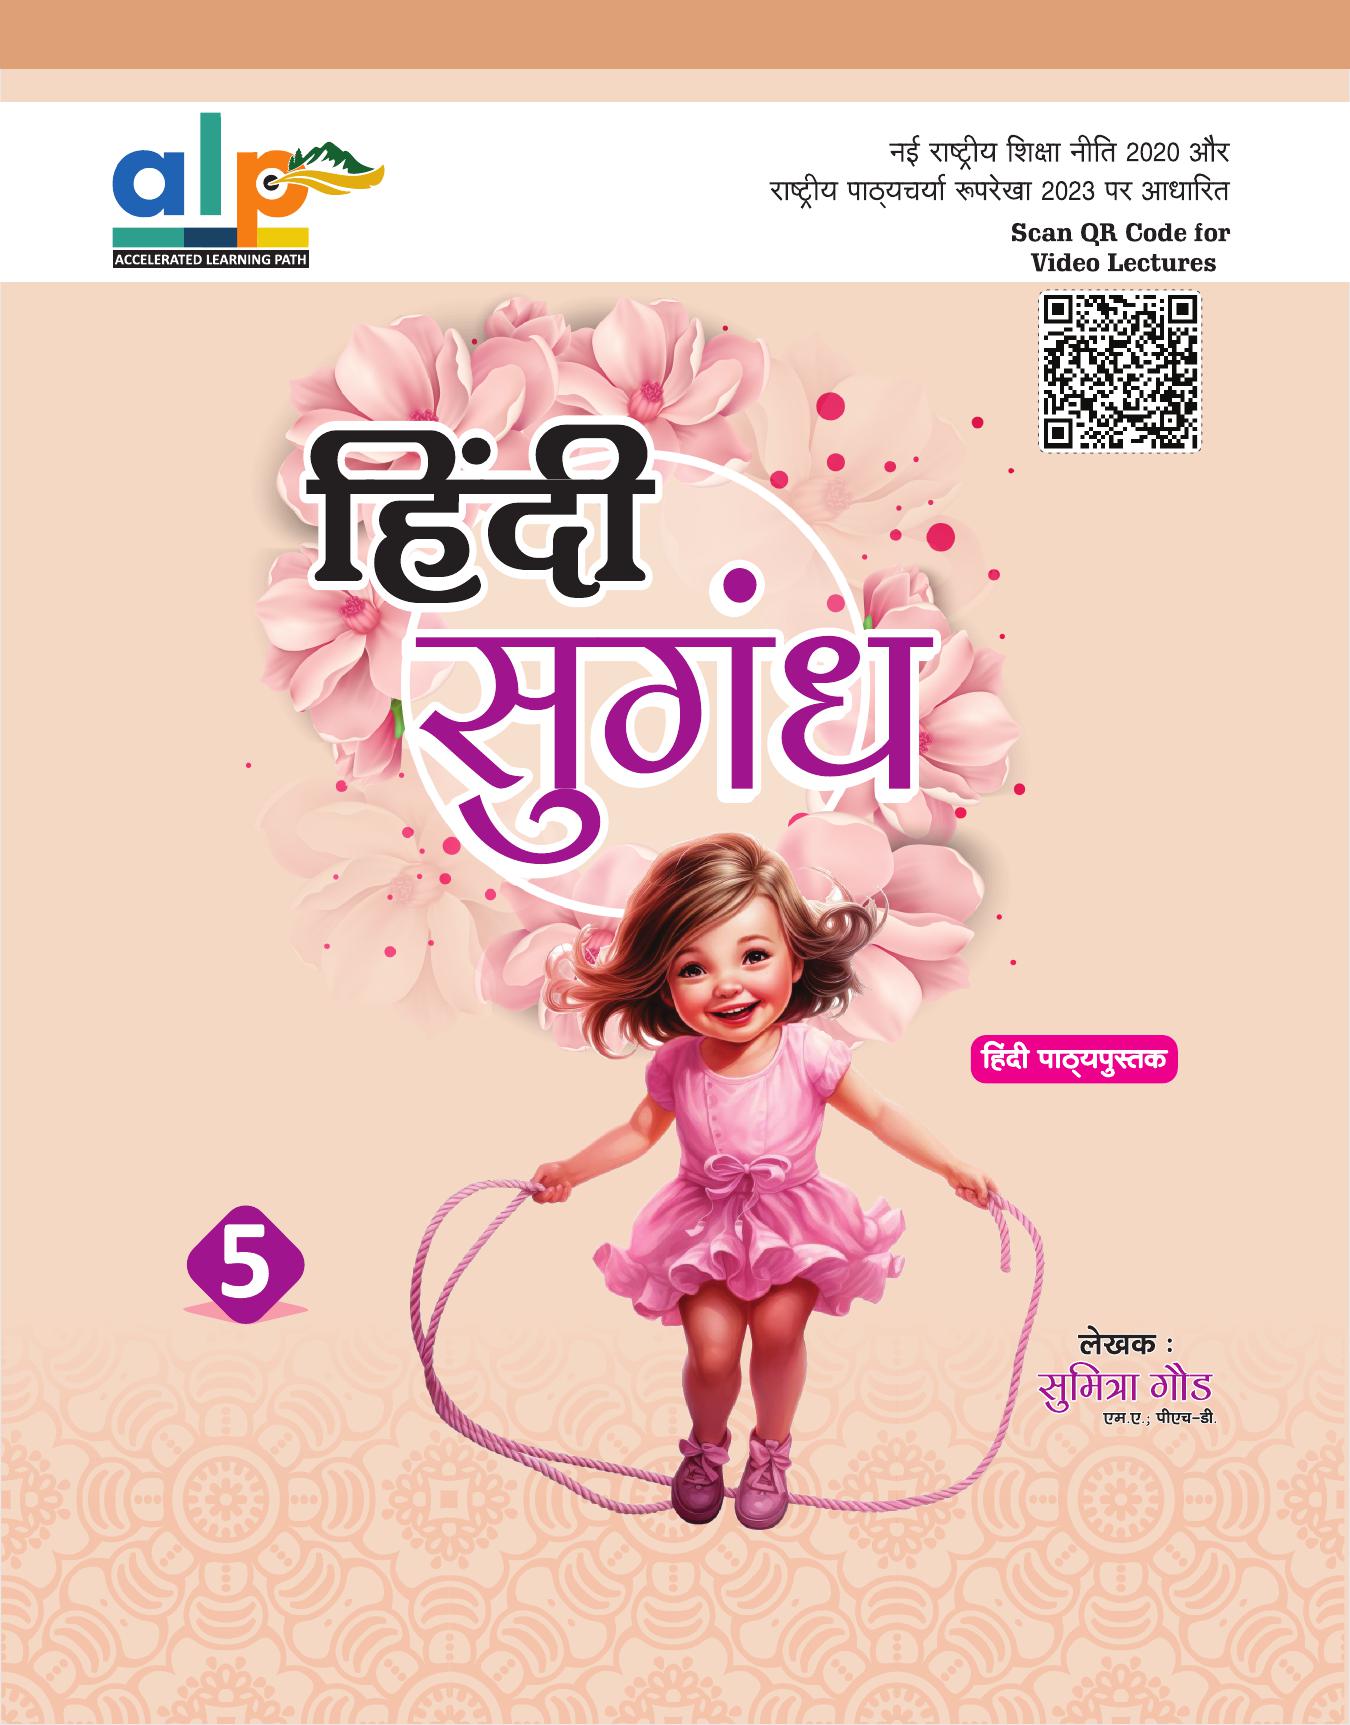 alp
ACCELERATED LEARNING PATH
नई राष्ट्रीय शिक्षा नीति 2020 और
राष्ट्रीय पाठ्यचर्या रूपरेखा 2023 पर आधारित
Scan QR Code for
Video Lectures
हिंदी
सुगंध
हिंदी पाठ्यपुस्तक
5
लेखक :
सुमित्रा गौड
एम.ए.; पीएच-डी.